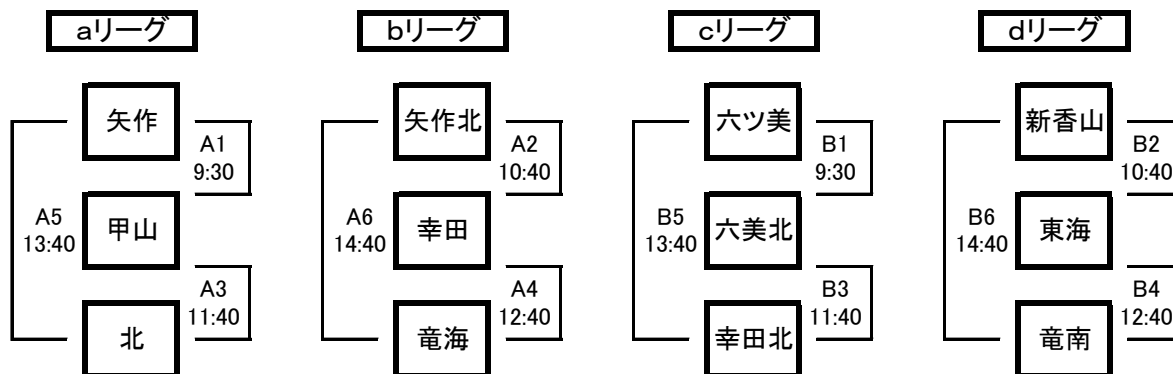 aリーグ
bリーグ
cリーグ
dリーグ
矢作
矢作北
六ツ美
新香山
A1
9:30
A2
10:40
B1
9:30
B2
10:40
A5
13:40
甲山
A6
14:40
幸田
B5
13:40
六美北
B6
14:40
東海
A3
11:40
A4
12:40
B3
11:40
B4
12:40
北
竜海
幸田北
竜南